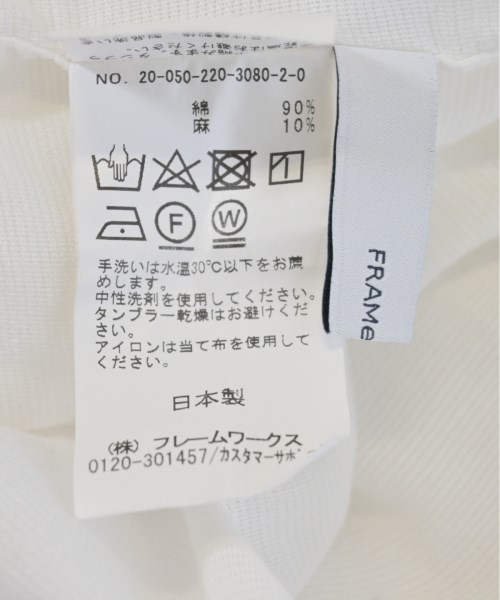 NO. 20-050-220-3080-2-0
綿 90%
麻 10%
F
W
手洗いは水温30℃以下をお薦
めします。
中性洗剤を使用してください。
タンブラー乾燥はお避けくだ
さい。
アイロンは当て布を使用して
ください。
日本製
(株) フレームワークス
0120-301457/カスタマーサポ
FRAMe